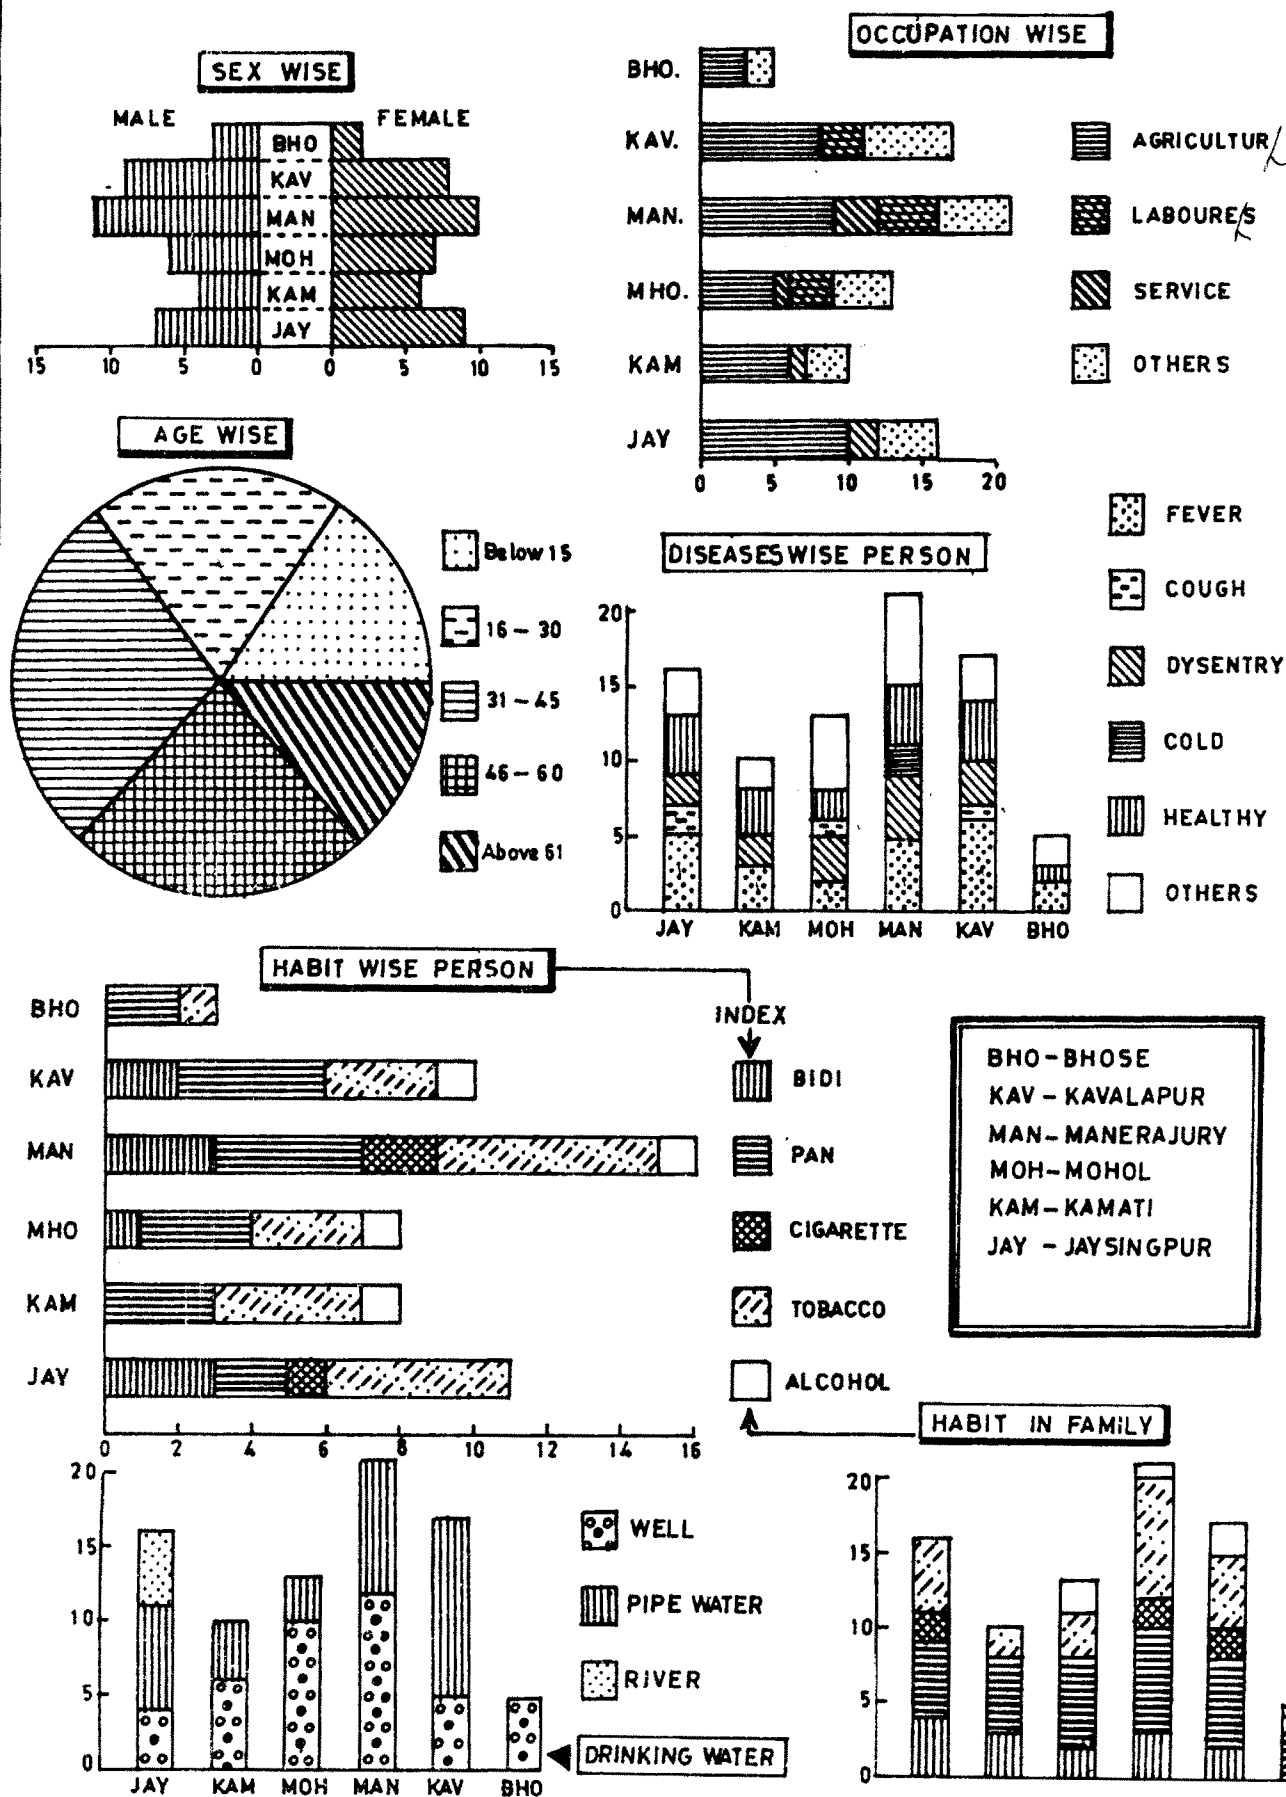 SEX WISE
MALE FEMALE
BHO
KAV
MAN
MOH
KAM
JAY
15 10 5 0 0 5 10 15
OCCUPATION WISE
BHO.
KAV.
MAN.
MHO.
KAM
JAY
0 5 10 15 20
AGRICULTUR
LABOURES
SERVICE
OTHERS
AGE WISE
Below 15
16 - 30
31 - 45
46 - 60
Above 61
DISEASESWISE PERSON
20
15
10
5
0
JAY KAM MOH MAN KAV BHO
FEVER
COUGH
DYSENTRY
COLD
HEALTHY
OTHERS
HABIT WISE PERSON
BHO
KAV
MAN
MHO
KAM
JAY
0 2 4 6 8 10 12 14 16
INDEX
BIDI
PAN
CIGARETTE
TOBACCO
ALCOHOL
BHO-BHOSE
KAV - KAVALAPUR
MAN-MANERAJURY
MOH-MOHOL
KAM-KAMATI
JAY - JAYSINGPUR
HABIT IN FAMILY
20
15
10
5
0
20
15
10
5
0
JAY KAM MOH MAN KAV BHO
WELL
PIPE WATER
RIVER
DRINKING WATER